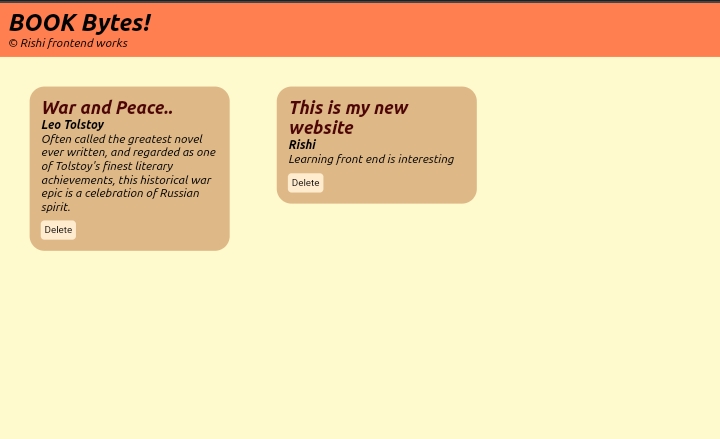 BOOK Bytes!
© Rishi frontend works
War and Peace..
Leo Tolstoy
Often called the greatest novel
ever written, and regarded as one
of Tolstoy's finest literary
achievements, this historical war
epic is a celebration of Russian
spirit.
Delete
This is my new
website
Rishi
Learning front end is interesting
Delete